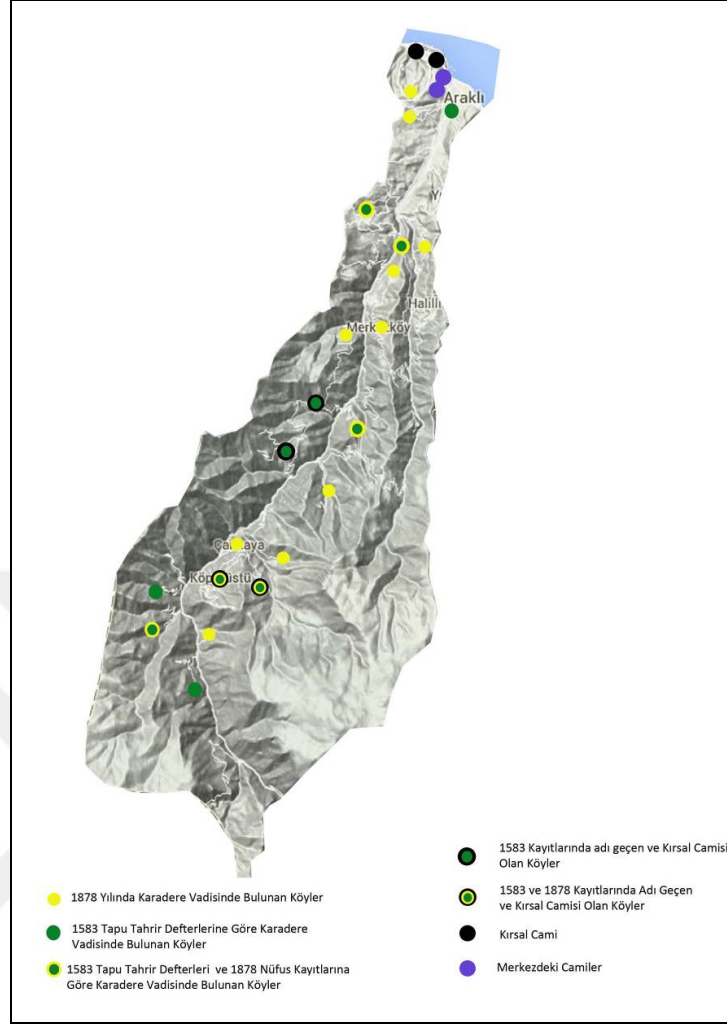 Araklı
Y
Halillı
Merkezköy
Çankaya
Köprüüstü
1878 Yılında Karadere Vadisinde Bulunan Köyler
1583 Tapu Tahrir Defterlerine Göre Karadere
Vadisinde Bulunan Köyler
1583 Tapu Tahrir Defterleri ve 1878 Nüfus Kayıtlarına
Göre Karadere Vadisinde Bulunan Köyler
1583 Kayıtlarında adı geçen ve Kırsal Camisi
Olan Köyler
1583 ve 1878 Kayıtlarında Adı Geçen
ve Kırsal Camisi Olan Köyler
Kırsal Cami
Merkezdeki Camiler